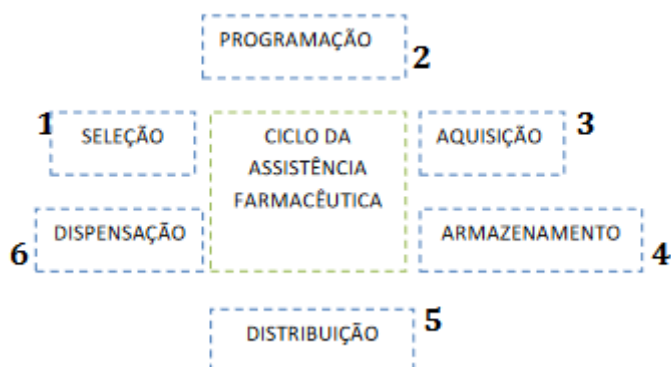 PROGRAMAÇÃO
2
1
SELEÇÃO
CICLO DA
ASSISTÊNCIA
FARMACÊUTICA
AQUISIÇÃO
3
6
DISPENSAÇÃO
ARMAZENAMENTO
4
DISTRIBUIÇÃO
5